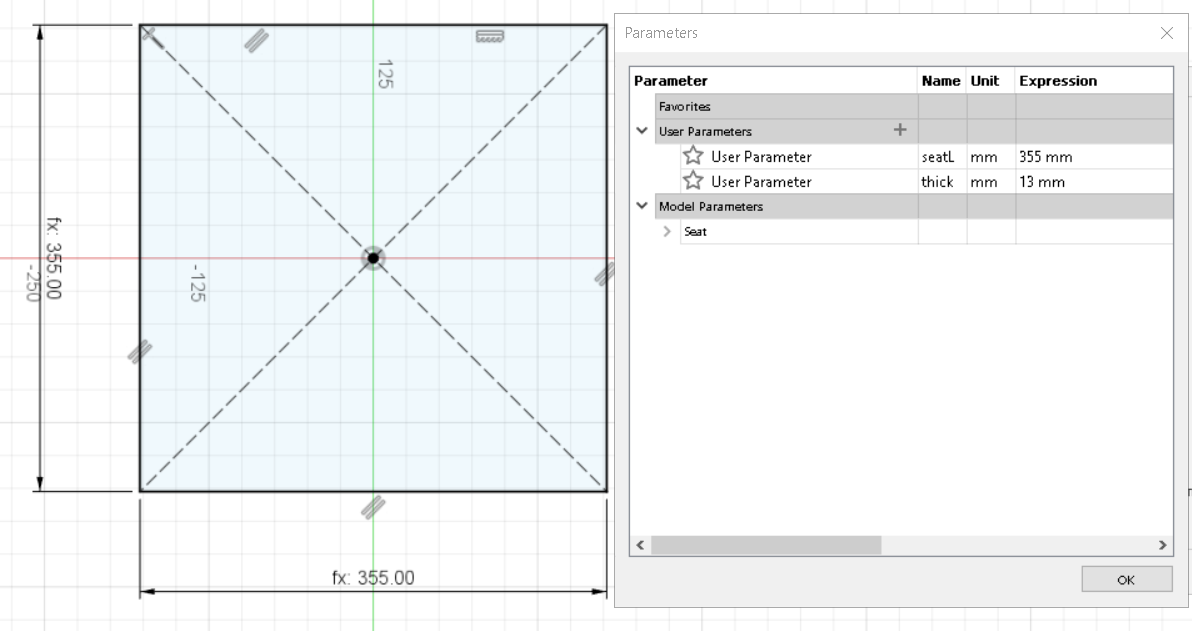 125
fx: 355.00
-250
-125
fx: 355.00
Parameters
Parameter Name Unit Expression
Favorites
User Parameters
User Parameter seatL mm 355 mm
User Parameter thick mm 13 mm
Model Parameters
Seat
OK